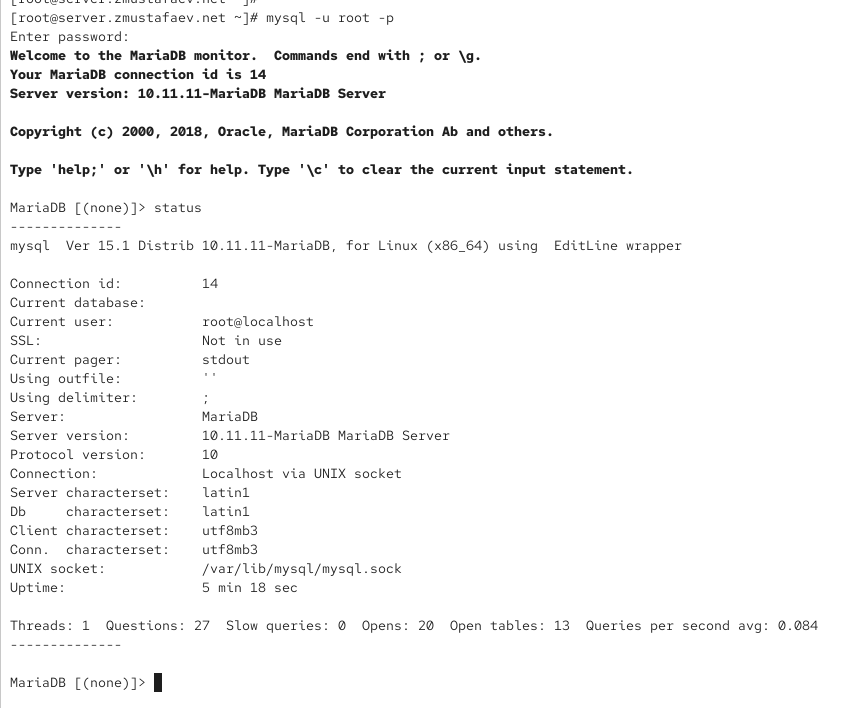 [root@server.zmustafaev.net ~]#
[root@server.zmustafaev.net ~]# mysql -u root -p
Enter password:
Welcome to the MariaDB monitor.  Commands end with ; or \g.
Your MariaDB connection id is 14
Server version: 10.11.11-MariaDB MariaDB Server

Copyright (c) 2000, 2018, Oracle, MariaDB Corporation Ab and others.

Type 'help;' or '\h' for help. Type '\c' to clear the current input statement.

MariaDB [(none)]> status
--------------
mysql  Ver 15.1 Distrib 10.11.11-MariaDB, for Linux (x86_64) using  EditLine wrapper

Connection id:          14
Current database:
Current user:           root@localhost
SSL:                    Not in use
Current pager:          stdout
Using outfile:          ''
Using delimiter:        ;
Server:                 MariaDB
Server version:         10.11.11-MariaDB MariaDB Server
Protocol version:       10
Connection:             Localhost via UNIX socket
Server characterset:    latin1
Db     characterset:    latin1
Client characterset:    utf8mb3
Conn.  characterset:    utf8mb3
UNIX socket:            /var/lib/mysql/mysql.sock
Uptime:                 5 min 18 sec

Threads: 1  Questions: 27  Slow queries: 0  Opens: 20  Open tables: 13  Queries per second avg: 0.084
--------------

MariaDB [(none)]>